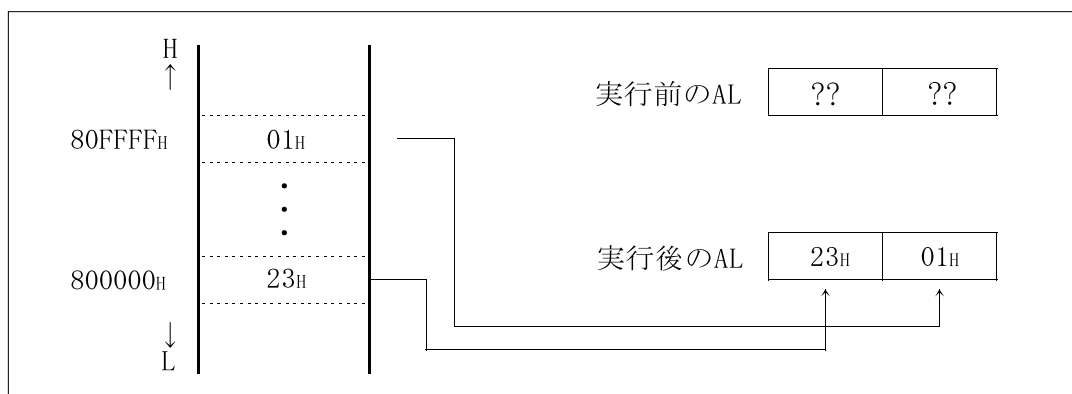 H
↑
80FFFFH 01H
・
・
・
800000H 23H
↓
L
実行前のAL ?? ??
実行後のAL 23H 01H